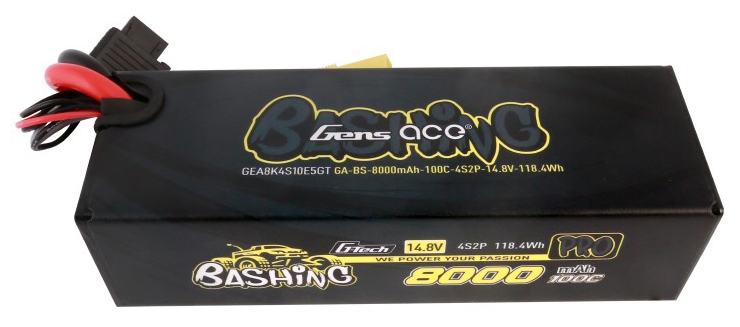 BASHING
Gens ace®
GEA8K4S10E5GT GA-BS-8000mAh-100C-4S2P-14.8V-118.4Wh
G-Tech 14.8V 4S2P 118.4Wh PRO
WE POWER YOUR PASSION
BASHING 8000 mAh
100C